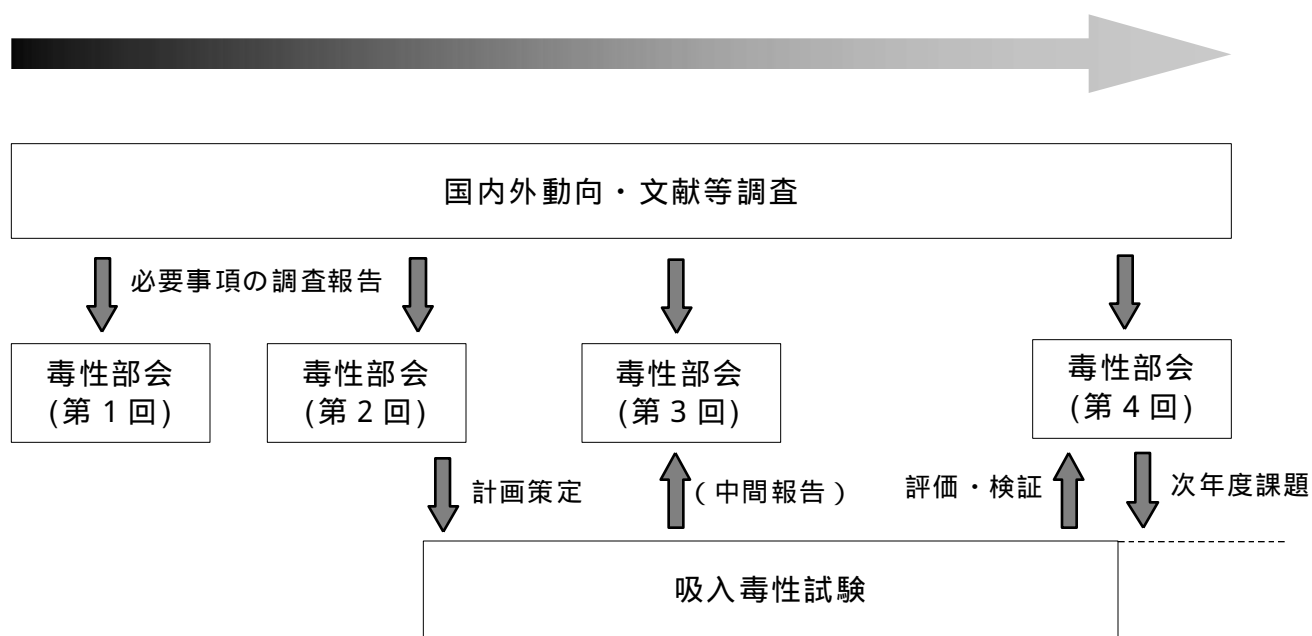 国内外動向・文献等調査
必要事項の調査報告
毒性部会
(第1回)
毒性部会
(第2回)
毒性部会
(第3回)
毒性部会
(第4回)
計画策定
(中間報告)
評価・検証
次年度課題
吸入毒性試験